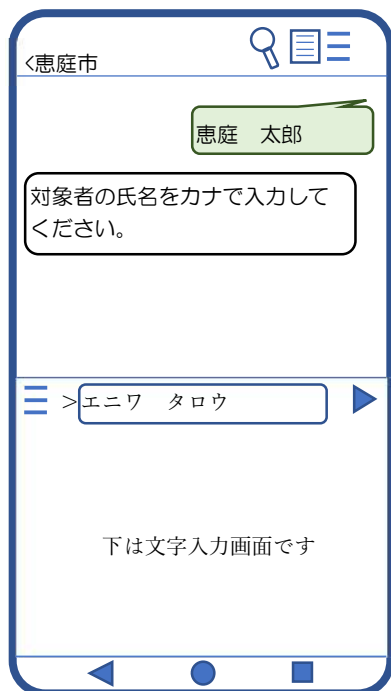 <恵庭市
恵庭　太郎
対象者の氏名をカナで入力して
ください。
>エニワ　タロウ
下は文字入力画面です